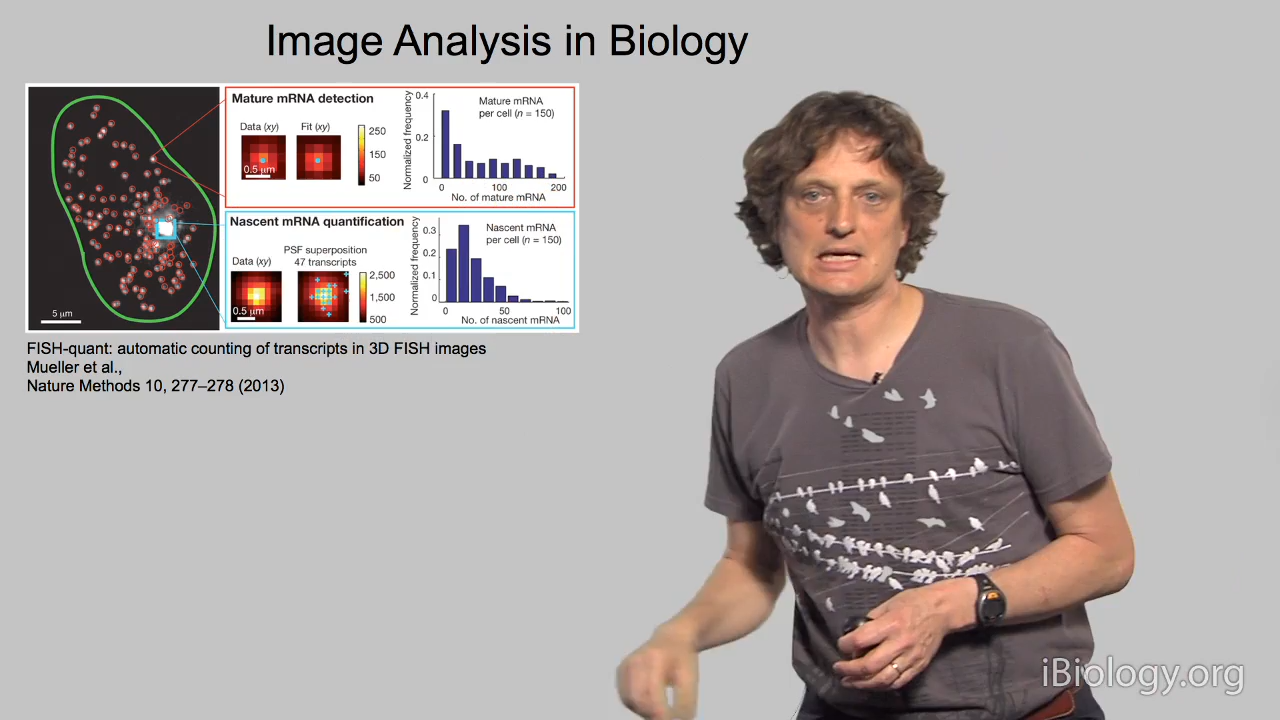 Image Analysis in Biology
Mature mRNA detection
Data (xy)
Fit (xy)
0.5 µm
250
150
50
Normalized frequency
0.4
0.2
0
Mature mRNA
per cell (n = 150)
0
100
200
No. of mature mRNA
5 µm
Nascent mRNA quantification
Data (xy)
PSF superposition
47 transcripts
0.5 µm
2,500
1,500
500
Normalized frequency
0.3
0.2
0.1
0
Nascent mRNA
per cell (n = 150)
0
50
100
No. of nascent mRNA
FISH-quant: automatic counting of transcripts in 3D FISH images
Mueller et al.,
Nature Methods 10, 277–278 (2013)
iBiology.org